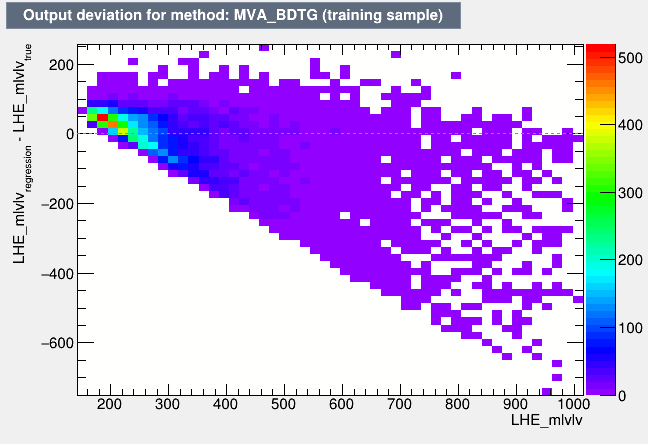 Output deviation for method: MVA_BDTG (training sample)
LHE_mlvlv_regression - LHE_mlvlv_true
200
0
−200
−400
−600
500
400
300
200
100
0
200 300 400 500 600 700 800 900 1000
LHE_mlvlv